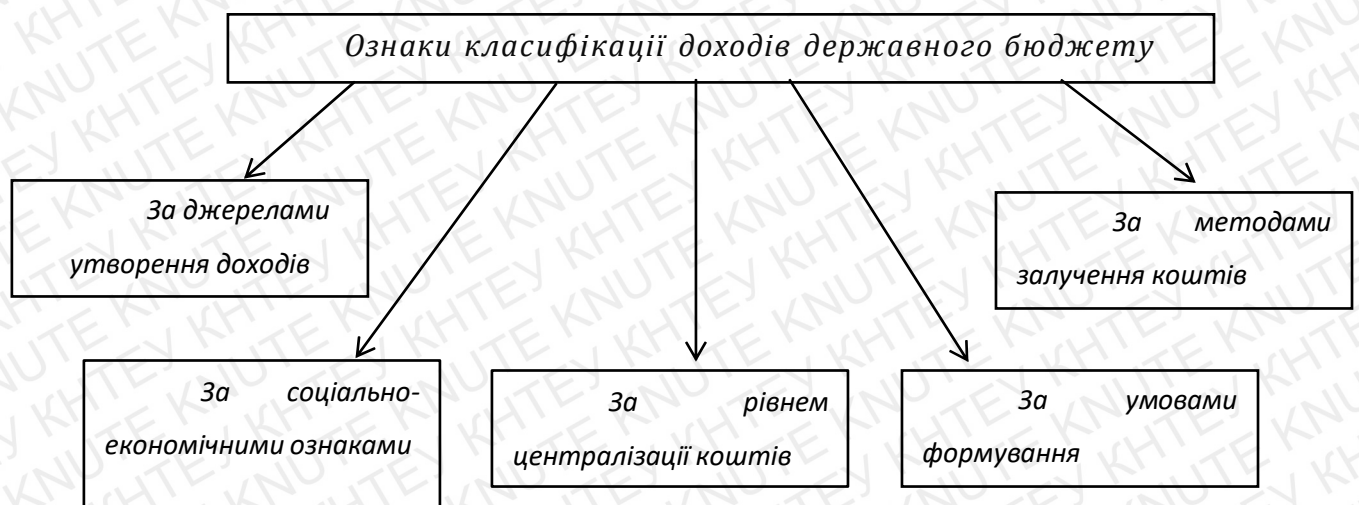 Ознаки класифікації доходів державного бюджету
За джерелами
утворення доходів
За методами
залучення коштів
За соціально-
економічними ознаками
За рівнем
централізації коштів
За умовами
формування